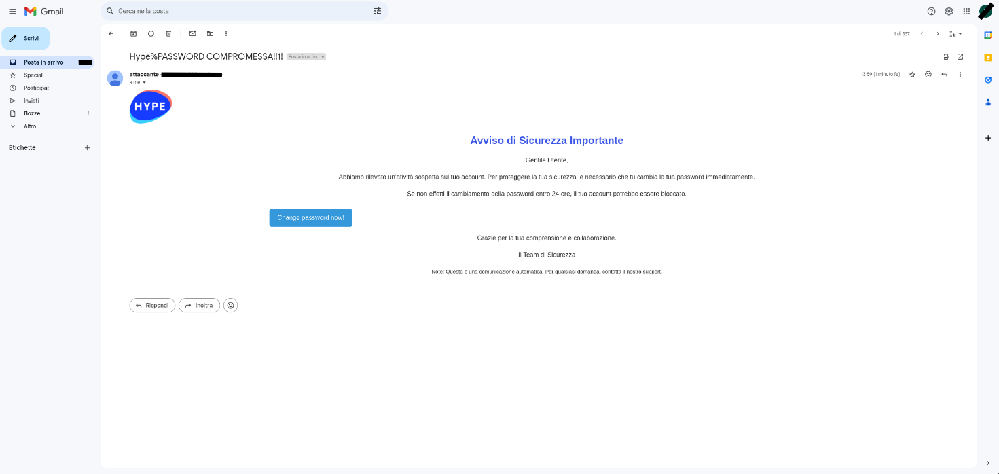 Gmail
Cerca nella posta
Scrivi
1 di 337
Posta in arrivo
Speciali
Posticipati
Inviati
Bozze 1
Altro
Etichette
Hype%PASSWORD COMPROMESSA!!1! Posta in arrivo ×
attaccante
13:59 (1 minuto fa)
a me
HYPE
Avviso di Sicurezza Importante
Gentile Utente,
Abbiamo rilevato un'atività sospetta sul tuo account. Per proteggere la tua sicurezza, e necessario che tu cambia la tua password immediatamente.
Se non effetti il cambiamento della password entro 24 ore, il tuo account potrebbe essere bloccato.
Change password now!
Grazie per la tua comprensione e collaborazione.
Il Team di Sicurezza
Note: Questa è una comunicazione automatica. Per qualsiasi domanda, contatta il nostro support.
Rispondi
Inoltra